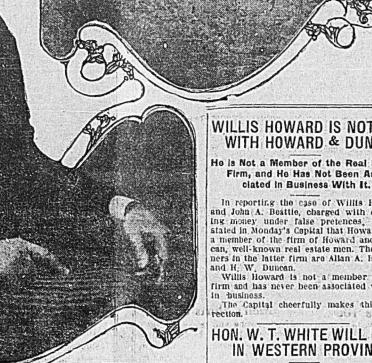 WILLIS HOWARD IS NOT
WITH HOWARD & DUN
He is Not a Member of the Real
Firm, and He Has Not Been As
ciated in Business With It.
In reporting the case of Willis H
and John A. Beattie, charged with
ing money under false pretences,
stated in Monday's Capital that Howa
a member of the firm of Howard and
can, well-known real estate men. The
ners in the latter firm are Allan A. H
and H. W. Duncan.
Willis Howard is not a member
firm and has never been associated
in business.
The Capital cheerfully makes thi
rection.
HON. W. T. WHITE WILL
IN WESTERN PROVIN